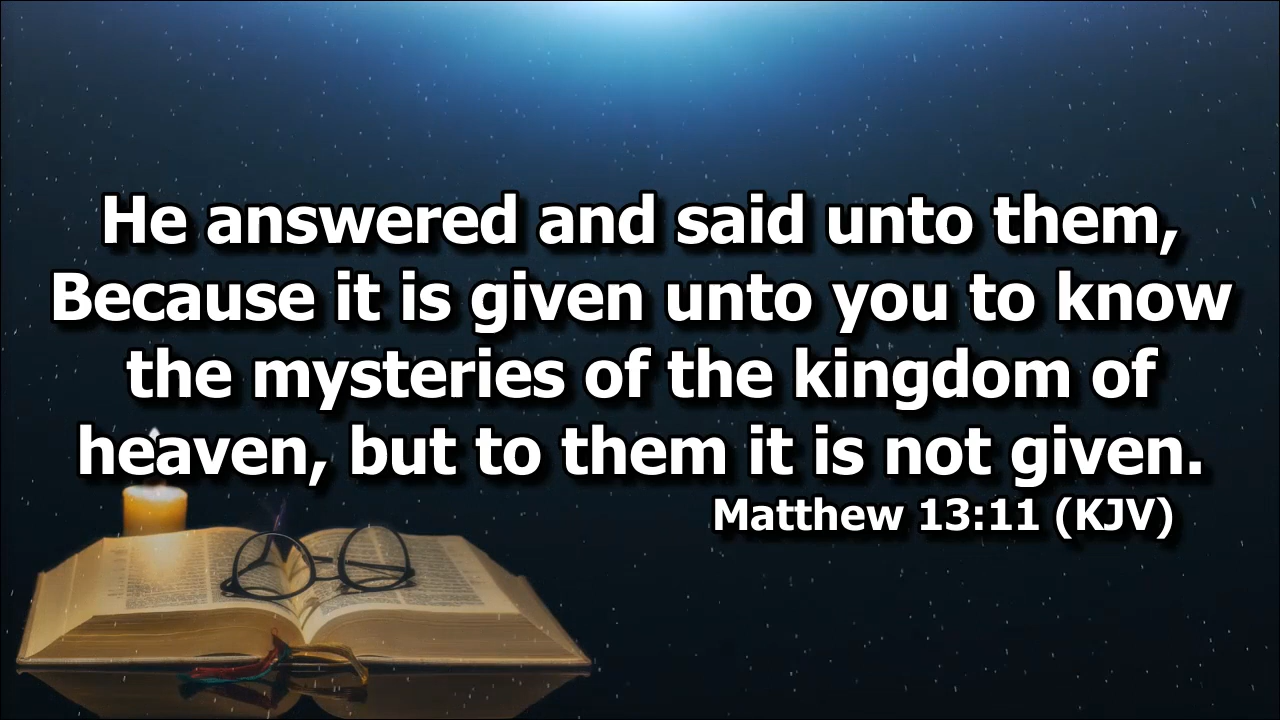 He answered and said unto them,
Because it is given unto you to know
the mysteries of the kingdom of
heaven, but to them it is not given.
Matthew 13:11 (KJV)